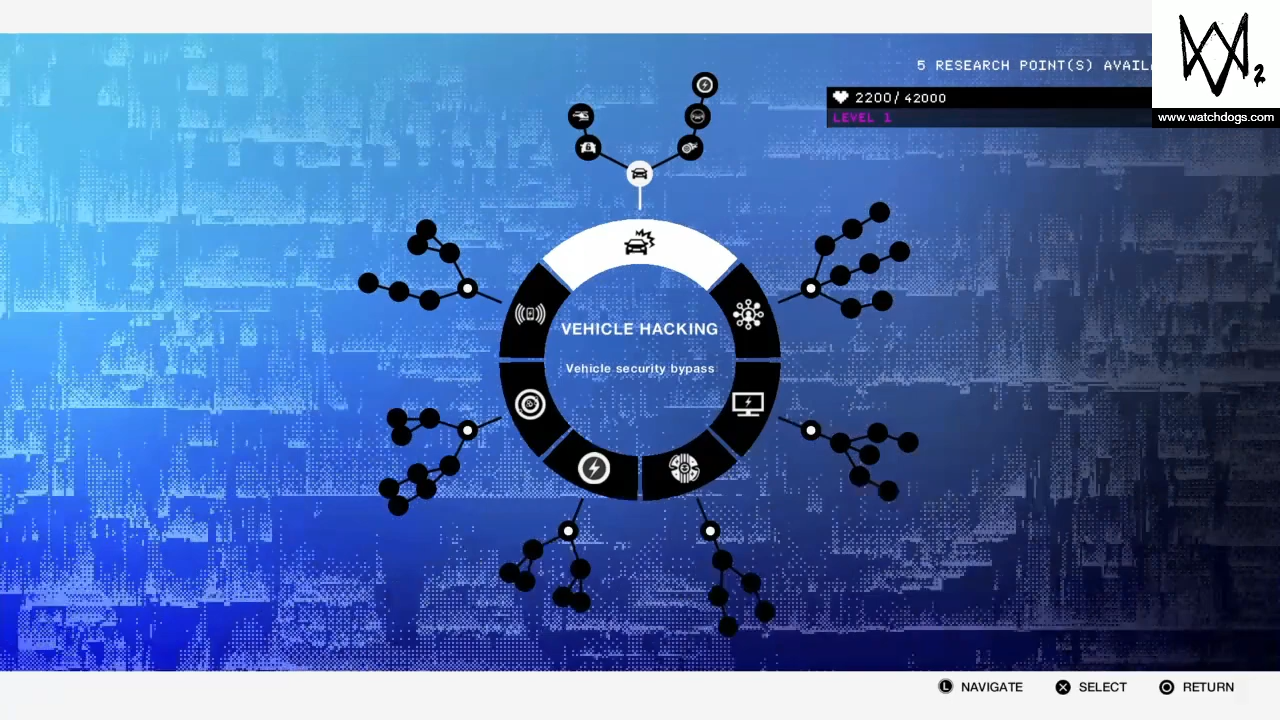 5 RESEARCH POINT(S) AVAIL
2200/ 42000
LEVEL 1
2
www.watchdogs.com
VEHICLE HACKING
Vehicle security bypass
L NAVIGATE
SELECT
RETURN